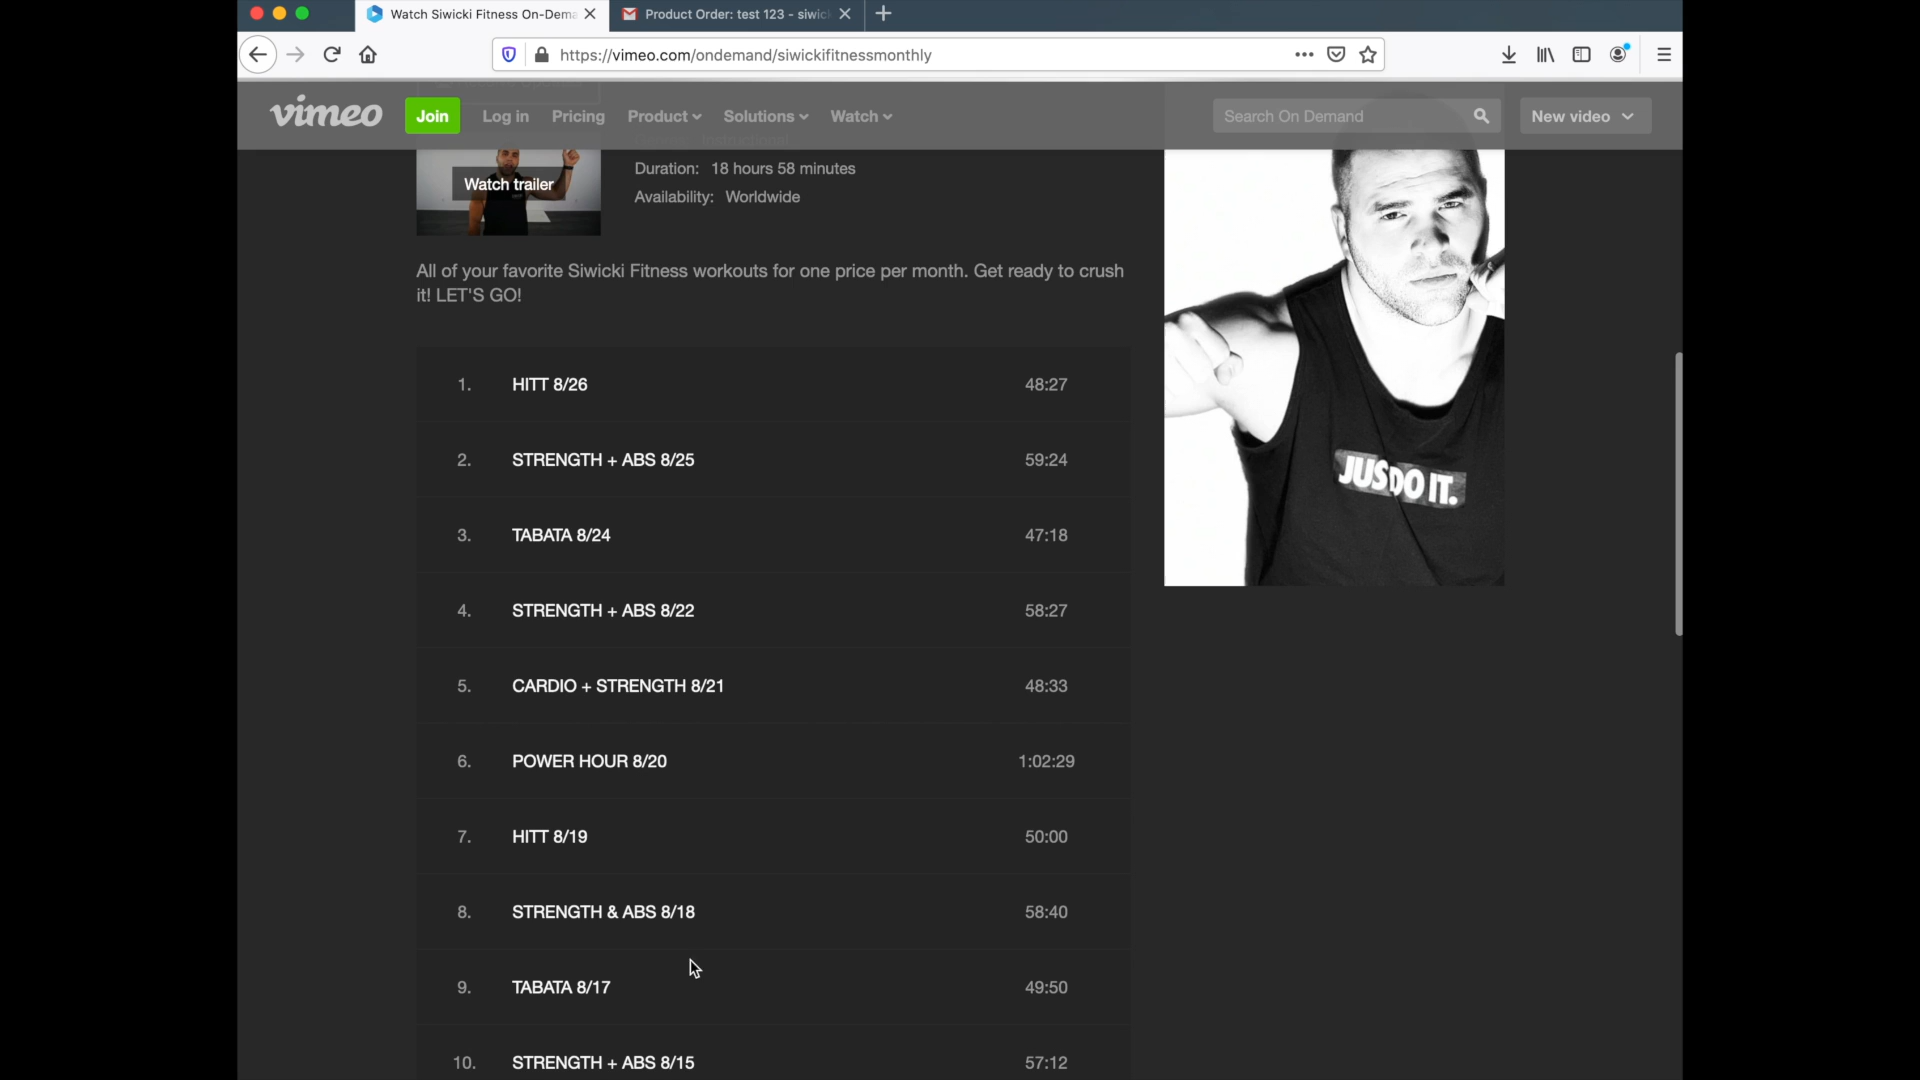 Watch Siwicki Fitness On-Dema
Product Order: test 123 - siwic
https://vimeo.com/ondemand/siwickifitnessmonthly
vimeo
Join
Log in
Pricing
Product
Solutions
Watch
Search On Demand
New video
Instructional
Watch trailer
Duration: 18 hours 58 minutes
Availability: Worldwide
All of your favorite Siwicki Fitness workouts for one price per month. Get ready to crush
it! LET'S GO!
1. HITT 8/26 48:27
2. STRENGTH + ABS 8/25 59:24
3. TABATA 8/24 47:18
4. STRENGTH + ABS 8/22 58:27
5. CARDIO + STRENGTH 8/21 48:33
6. POWER HOUR 8/20 1:02:29
7. HITT 8/19 50:00
8. STRENGTH & ABS 8/18 58:40
9. TABATA 8/17 49:50
10. STRENGTH + ABS 8/15 57:12
JUS DO IT.